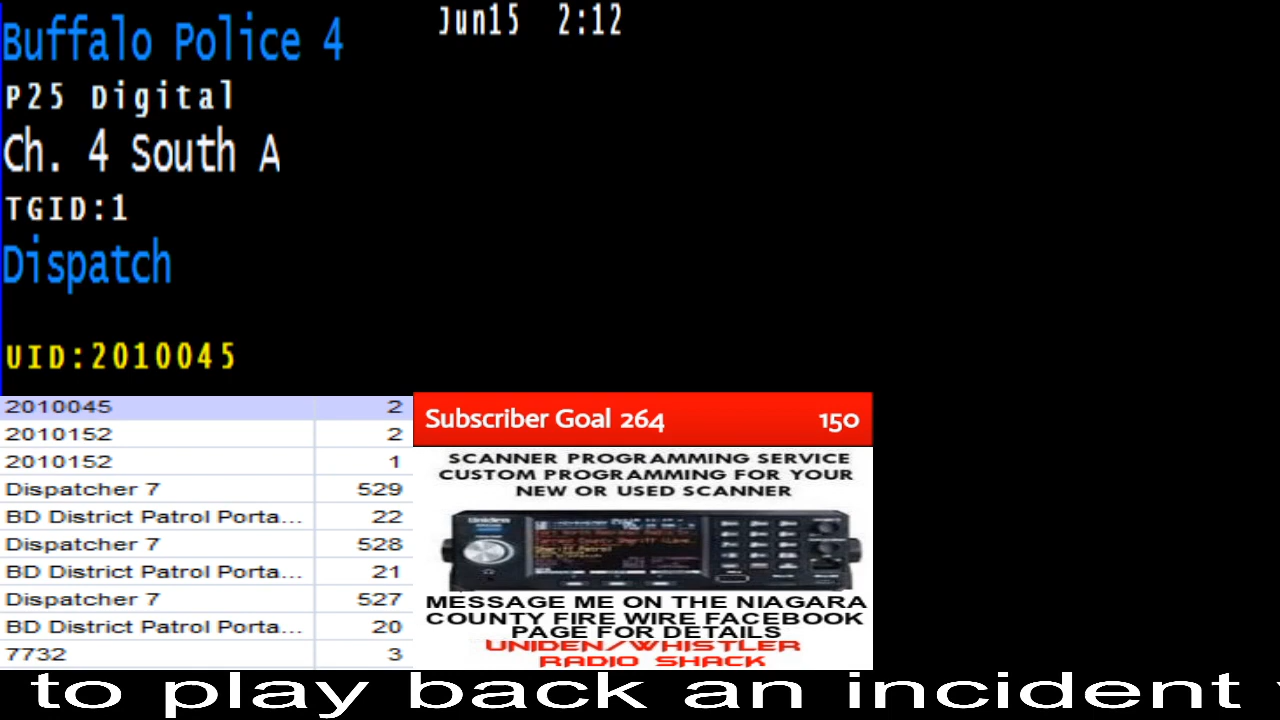 Buffalo Police 4
Jun15 2:12
P25 Digital
Ch. 4 South A
TGID:1
Dispatch
UID:2010045
2010045 2
2010152 2
2010152 1
Dispatcher 7 529
BD District Patrol Porta... 22
Dispatcher 7 528
BD District Patrol Porta... 21
Dispatcher 7 527
BD District Patrol Porta... 20
7732 3
Subscriber Goal 264 150
SCANNER PROGRAMMING SERVICE
CUSTOM PROGRAMMING FOR YOUR
NEW OR USED SCANNER
Uniden
MESSAGE ME ON THE NIAGARA
COUNTY FIRE WIRE FACEBOOK
PAGE FOR DETAILS
UNIDEN/WHISTLER
RADIO SHACK
to play back an incident